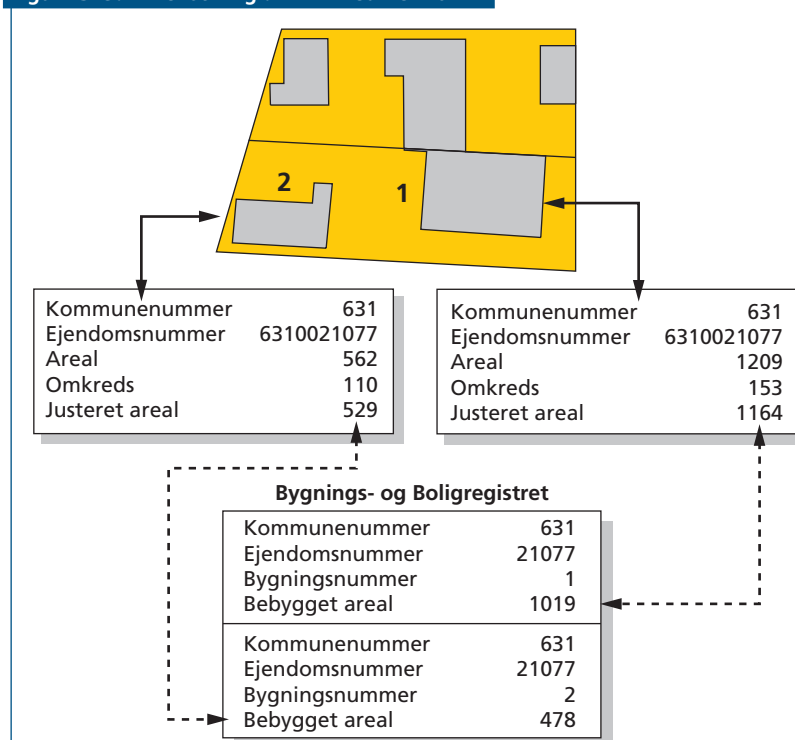 2
1
Kommunenummer 631
Ejendomsnummer 6310021077
Areal 562
Omkreds 110
Justeret areal 529
Kommunenummer 631
Ejendomsnummer 6310021077
Areal 1209
Omkreds 153
Justeret areal 1164
Bygnings- og Boligregistret
Kommunenummer 631
Ejendomsnummer 21077
Bygningsnummer 1
Bebygget areal 1019
Kommunenummer 631
Ejendomsnummer 21077
Bygningsnummer 2
Bebygget areal 478